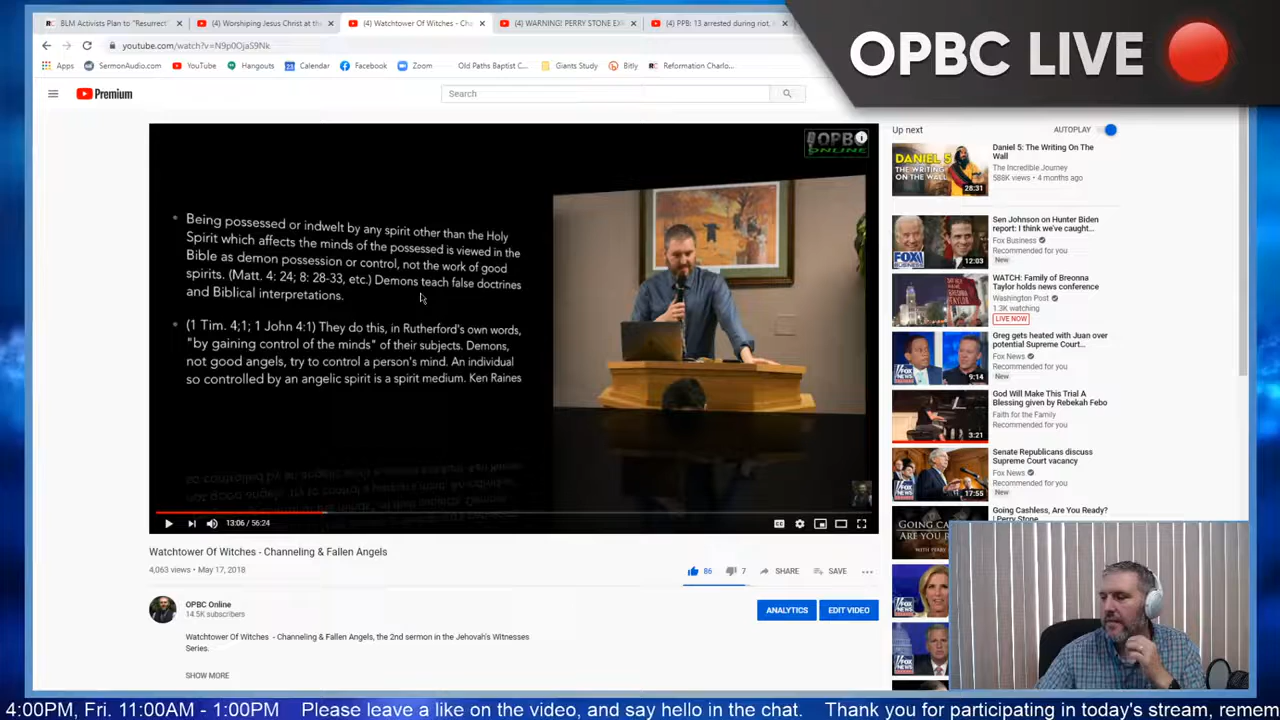 BLM Activists Plan to "Resurrect"
(4) Worshiping Jesus Christ at the
(4) Watchtower Of Witches - Cha
(4) WARNING! PERRY STONE EX
(4) PPB: 13 arrested during riot,
OPBC LIVE
youtube.com/watch?v=N9p0OjaS9Nk
Apps
SermonAudio.com
YouTube
Hangouts
Calendar
Facebook
Zoom
Old Paths Baptist C...
Giants Study
Bitly
Reformation Charlo...
Premium
Search
OPBC
ONLINE
Being possessed or indwelt by any spirit other than the Holy
Spirit which affects the minds of the possessed is viewed in the
Bible as demon possession or control, not the work of good
spirits. (Matt. 4: 24; 8: 28-33, etc.) Demons teach false doctrines
and Biblical interpretations.
(1 Tim. 4;1; 1 John 4:1) They do this, in Rutherford's own words,
"by gaining control of the minds" of their subjects. Demons,
not good angels, try to control a person's mind. An individual
so controlled by an angelic spirit is a spirit medium. Ken Raines
13:06 / 56:24
Watchtower Of Witches - Channeling & Fallen Angels
4,063 views • May 17, 2018
86
7
SHARE
SAVE
OPBC Online
14.5K subscribers
ANALYTICS
EDIT VIDEO
Watchtower Of Witches - Channeling & Fallen Angels, the 2nd sermon in the Jehovah's Witnesses
Series.
SHOW MORE
Up next
AUTOPLAY
DANIEL 5:
THE WRITING
ON THE WALL
28:31
Daniel 5: The Writing On The
Wall
The Incredible Journey
588K views • 4 months ago
FOX
BUSINESS
12:03
Sen Johnson on Hunter Biden
report: I think we've caught...
Fox Business
Recommended for you
New
WATCH: Family of Breonna
Taylor holds news conference
Washington Post
1.3K watching
LIVE NOW
9:14
Greg gets heated with Juan over
potential Supreme Court...
Fox News
Recommended for you
New
3:21
God Will Make This Trial A
Blessing given by Rebekah Febo
Faith for the Family
Recommended for you
17:55
Senate Republicans discuss
Supreme Court vacancy
Fox News
Recommended for you
New
GOING
Going Cashless, Are You Ready?
| Perry Stone
4:00PM, Fri. 11:00AM - 1:00PM Please leave a like on the video, and say hello in the chat. Thank you for participating in today's stream, remem